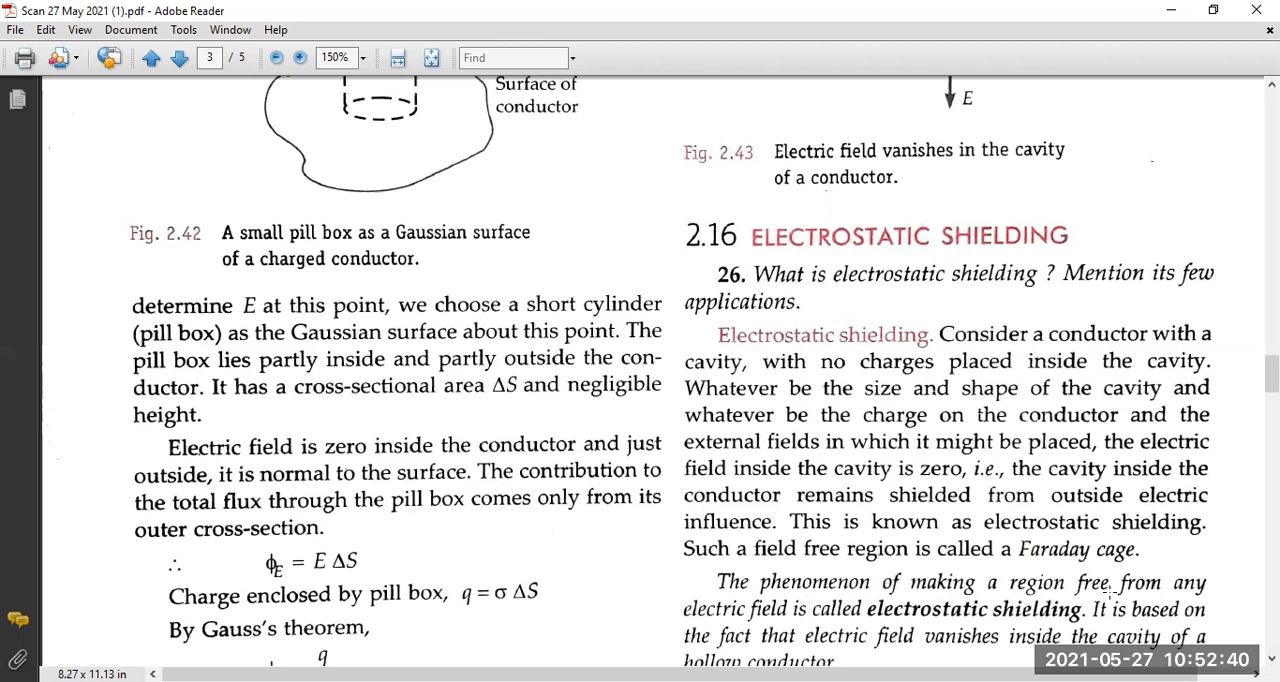 Scan 27 May 2021 (1).pdf - Adobe Reader
File Edit View Document Tools Window Help
3 / 5 150% Find
Surface of
conductor
Fig. 2.42 A small pill box as a Gaussian surface
of a charged conductor.
determine E at this point, we choose a short cylinder
(pill box) as the Gaussian surface about this point. The
pill box lies partly inside and partly outside the con-
ductor. It has a cross-sectional area ΔS and negligible
height.
Electric field is zero inside the conductor and just
outside, it is normal to the surface. The contribution to
the total flux through the pill box comes only from its
outer cross-section.
∴ ϕE = E ΔS
Charge enclosed by pill box, q = σ ΔS
By Gauss's theorem,
q
E
Fig. 2.43 Electric field vanishes in the cavity
of a conductor.
2.16 ELECTROSTATIC SHIELDING
26. What is electrostatic shielding ? Mention its few
applications.
Electrostatic shielding. Consider a conductor with a
cavity, with no charges placed inside the cavity.
Whatever be the size and shape of the cavity and
whatever be the charge on the conductor and the
external fields in which it might be placed, the electric
field inside the cavity is zero, i.e., the cavity inside the
conductor remains shielded from outside electric
influence. This is known as electrostatic shielding.
Such a field free region is called a Faraday cage.
The phenomenon of making a region free from any
electric field is called electrostatic shielding. It is based on
the fact that electric field vanishes inside the cavity of a
hollow conductor
8.27 x 11.13 in
2021-05-27 10:52:40